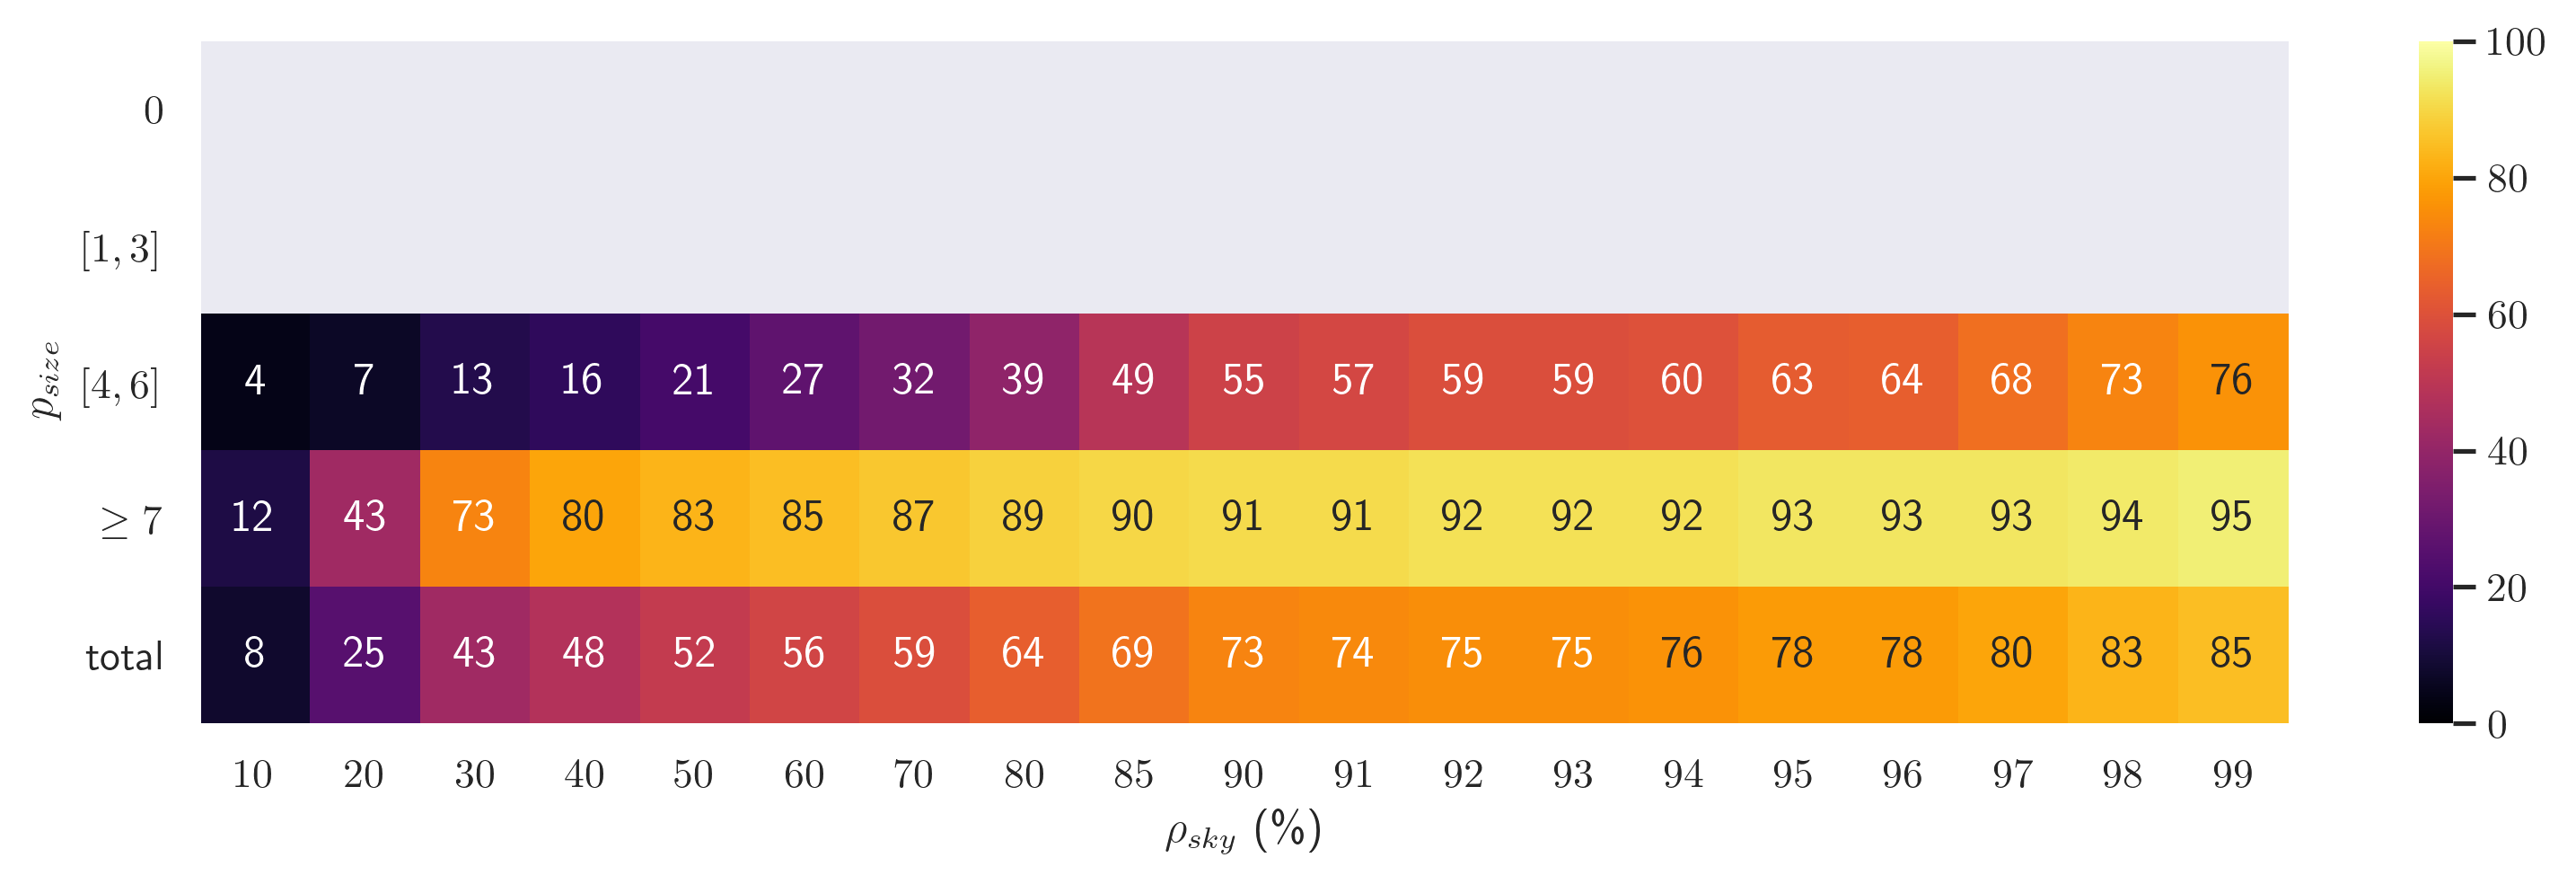 0
[1, 3]
[4, 6] 4 7 13 16 21 27 32 39 49 55 57 59 59 60 63 64 68 73 76
≥ 7 12 43 73 80 83 85 87 89 90 91 91 92 92 92 93 93 93 94 95
total 8 25 43 48 52 56 59 64 69 73 74 75 75 76 78 78 80 83 85
10 20 30 40 50 60 70 80 85 90 91 92 93 94 95 96 97 98 99
ρsky (%)
psize
100
80
60
40
20
0